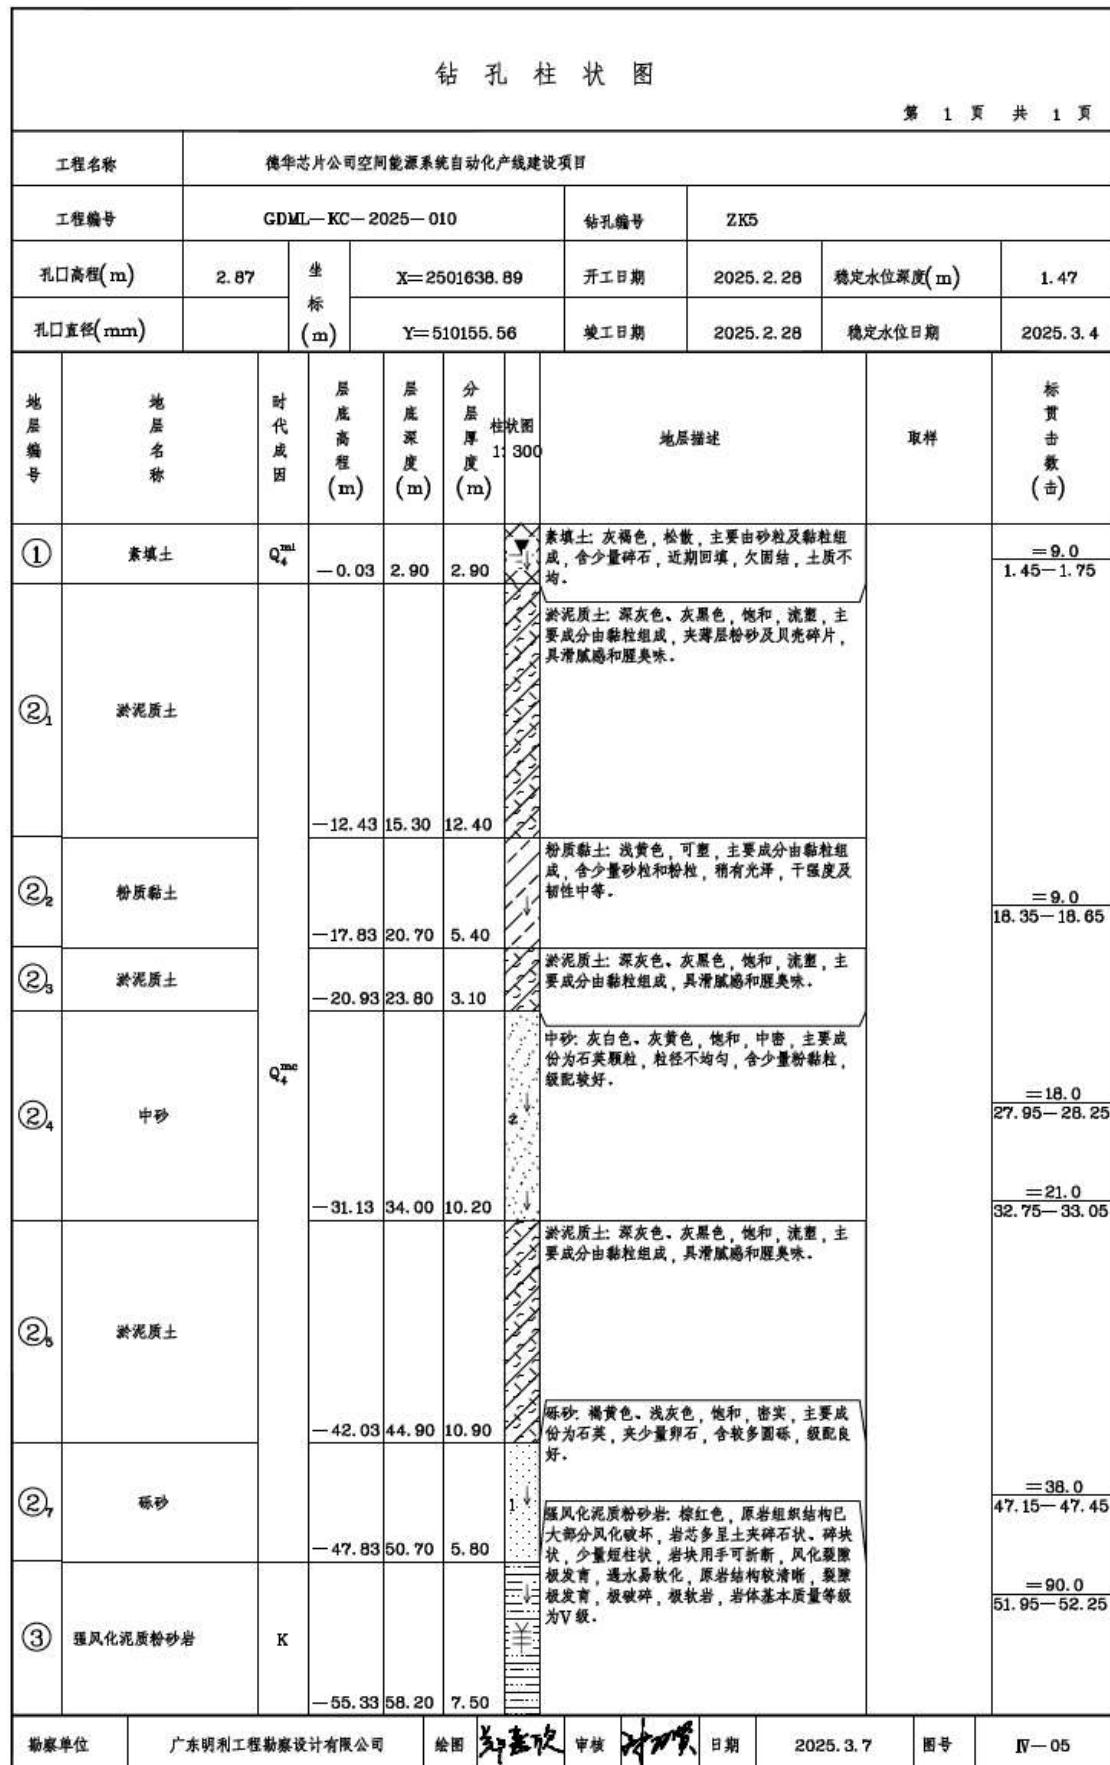 钻 孔 柱 状 图
第 1 页 共 1 页
工程名称 德华芯片公司空间能源系统自动化产线建设项目
工程编号 GDML-KC-2025-010 钻孔编号 ZK5
孔口高程(m) 2.87 坐标(m) X=2501638.89 开工日期 2025.2.28 稳定水位深度(m) 1.47
孔口直径(mm) Y=510155.56 竣工日期 2025.2.28 稳定水位日期 2025.3.4
地层编号 地层名称 时代成因 层底高程(m) 层底深度(m) 分层厚度(m) 柱状图 1:300 地层描述 取样 标贯击数(击)
① 素填土 Q4ml -0.03 2.90 2.90
素填土: 灰褐色, 松散, 主要由砂粒及黏粒组
成, 含少量碎石, 近期回填, 欠固结, 土质不
均.
=9.0
1.45-1.75
②1 淤泥质土 -12.43 15.30 12.40
淤泥质土: 深灰色、灰黑色, 饱和, 流塑, 主
要成分由黏粒组成, 夹薄层粉砂及贝壳碎片,
具滑腻感和腥臭味.
②2 粉质黏土 -17.83 20.70 5.40
粉质黏土: 浅黄色, 可塑, 主要成分由黏粒组
成, 含少量砂粒和粉粒, 稍有光泽, 干强度及
韧性中等.
=9.0
18.35-18.65
②3 淤泥质土 -20.93 23.80 3.10
淤泥质土: 深灰色、灰黑色, 饱和, 流塑, 主
要成分由黏粒组成, 具滑腻感和腥臭味.
Q4mc
②4 中砂 -31.13 34.00 10.20
中砂: 灰白色、灰黄色, 饱和, 中密, 主要成
份为石英颗粒, 粒径不均匀, 含少量粉黏粒,
级配较好.
=18.0
27.95-28.25
=21.0
32.75-33.05
②5 淤泥质土 -42.03 44.90 10.90
淤泥质土: 深灰色、灰黑色, 饱和, 流塑, 主
要成分由黏粒组成, 具滑腻感和腥臭味.
②7 砾砂 -47.83 50.70 5.80
砾砂: 褐黄色、浅灰色, 饱和, 密实, 主要成
份为石英, 夹少量卵石, 含较多圆砾, 级配良
好.
=38.0
47.15-47.45
③ 强风化泥质粉砂岩 K -55.33 58.20 7.50
强风化泥质粉砂岩: 棕红色, 原岩组织结构已
大部分风化破坏, 岩芯多呈土夹碎石状、碎块
状, 少量短柱状, 岩块用手可折断, 风化裂隙
极发育, 遇水易软化, 原岩结构较清晰, 裂隙
极发育, 极破碎, 极软岩, 岩体基本质量等级
为V级.
=90.0
51.95-52.25
勘察单位 广东明利工程勘察设计有限公司 绘图 审核 日期 2025.3.7 图号 Ⅳ-05